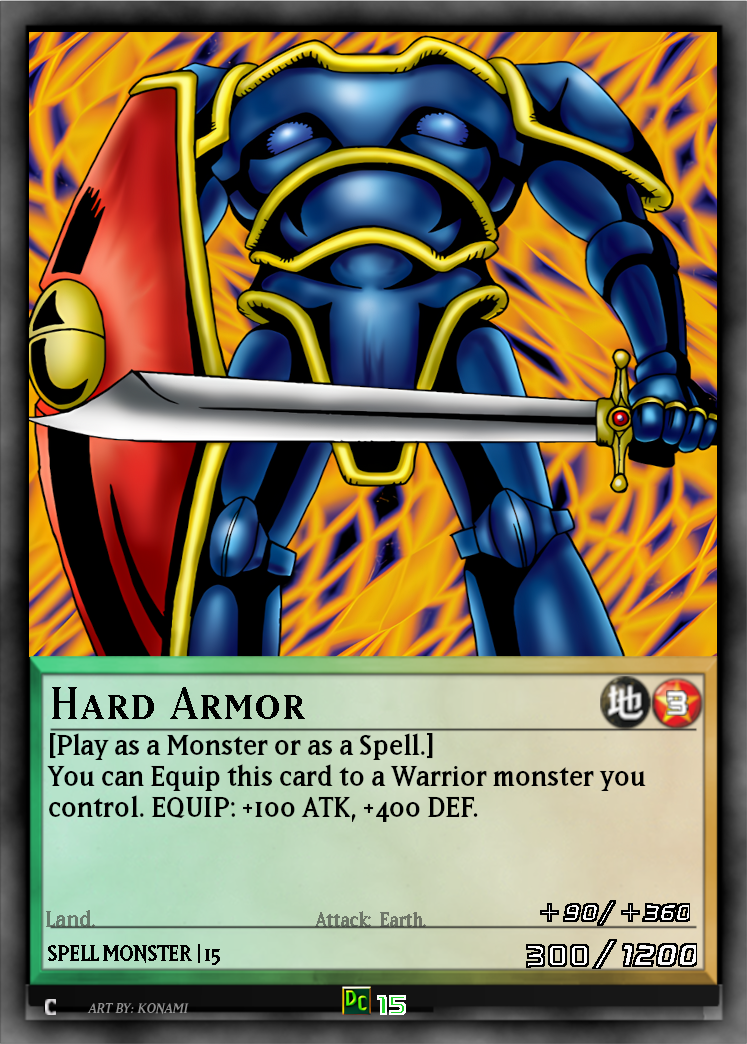 Hard Armor
地 3
[Play as a Monster or as a Spell.]
You can Equip this card to a Warrior monster you
control. EQUIP: +100 ATK, +400 DEF.
Land. Attack: Earth. +90/+360
SPELL MONSTER | 15 300/1200
C ART BY: KONAMI DC 15